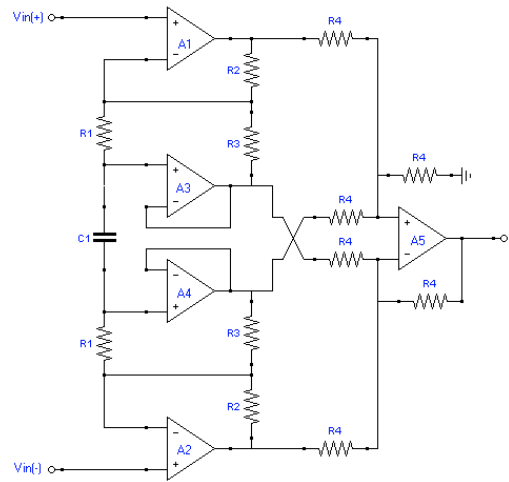 Vin(+)
+
A1
-
R4
R2
R1
R3
+
A3
-
R4
C1
R4
+
A5
-
R4
-
A4
+
R4
R1
R3
R2
-
A2
+
R4
Vin(-)